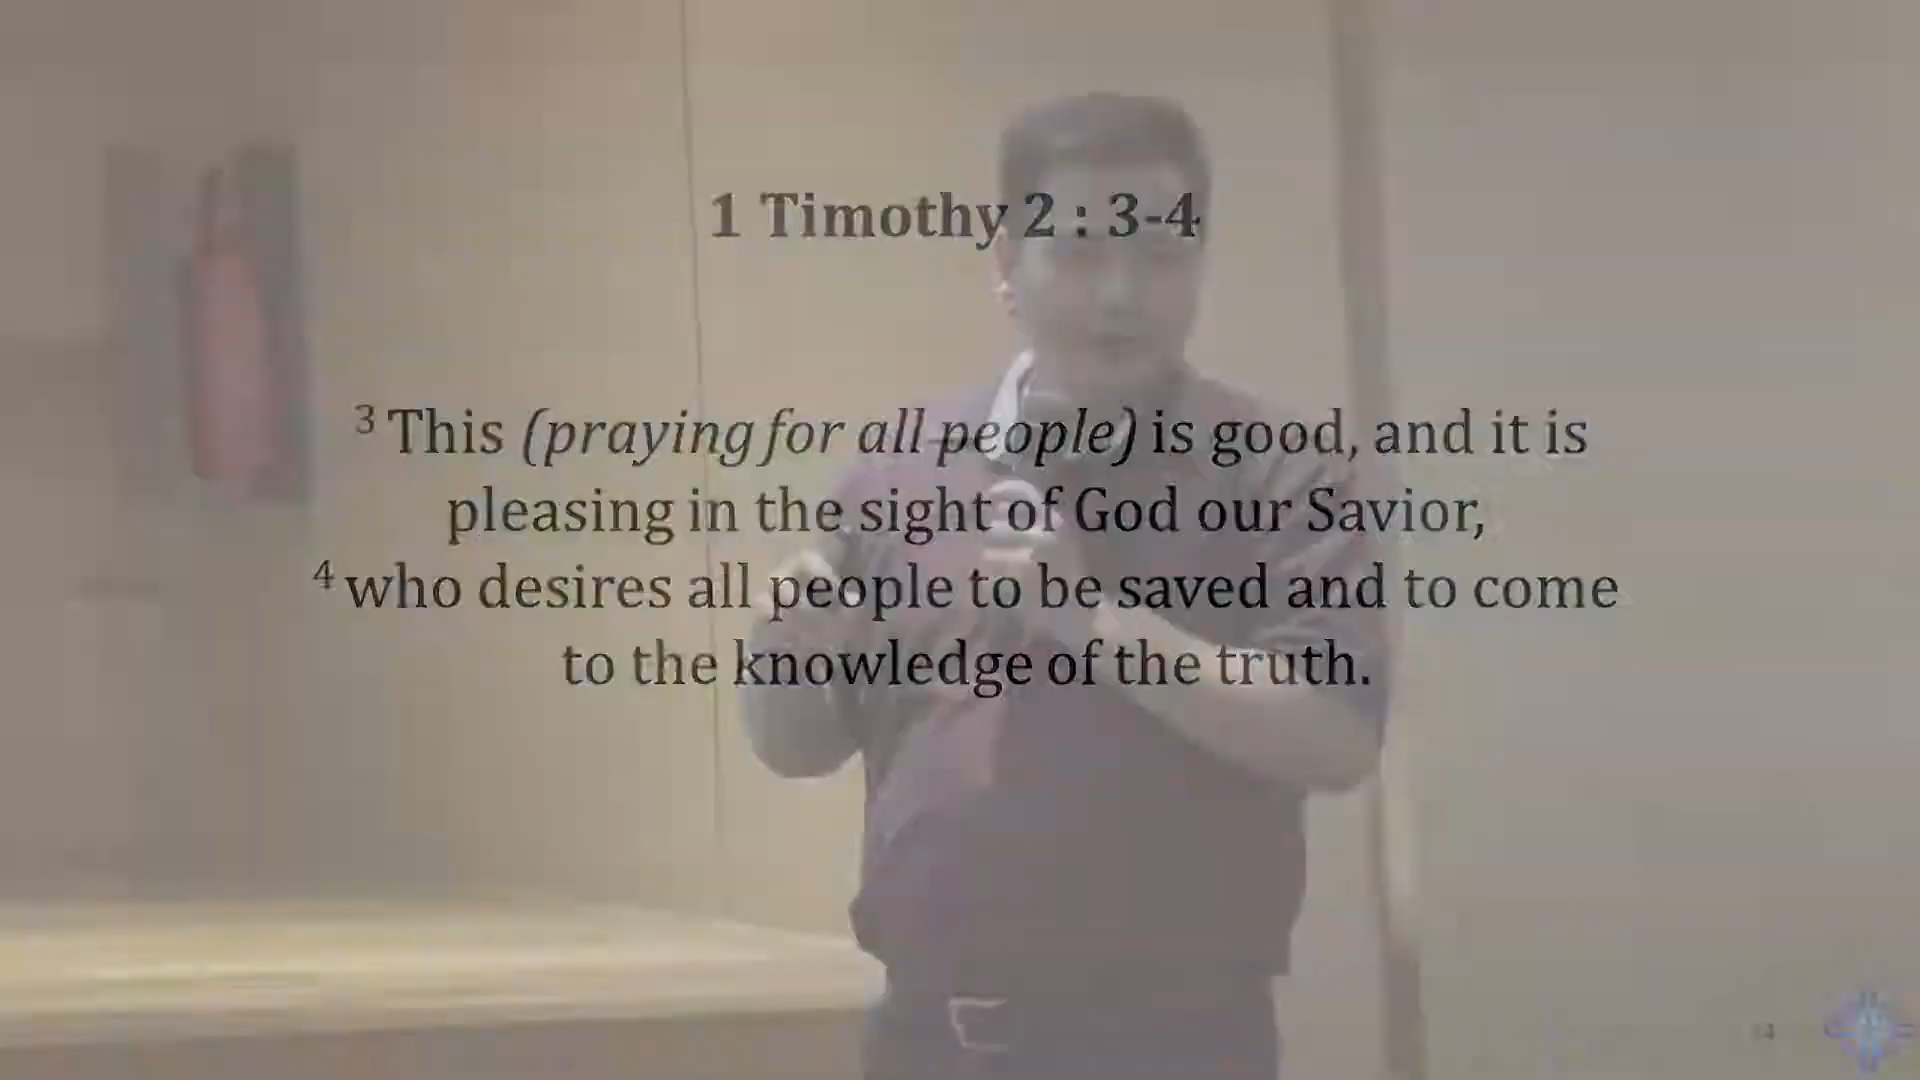 1 Timothy 2 : 3-4
³ This (praying for all people) is good, and it is
pleasing in the sight of God our Savior,
⁴ who desires all people to be saved and to come
to the knowledge of the truth.